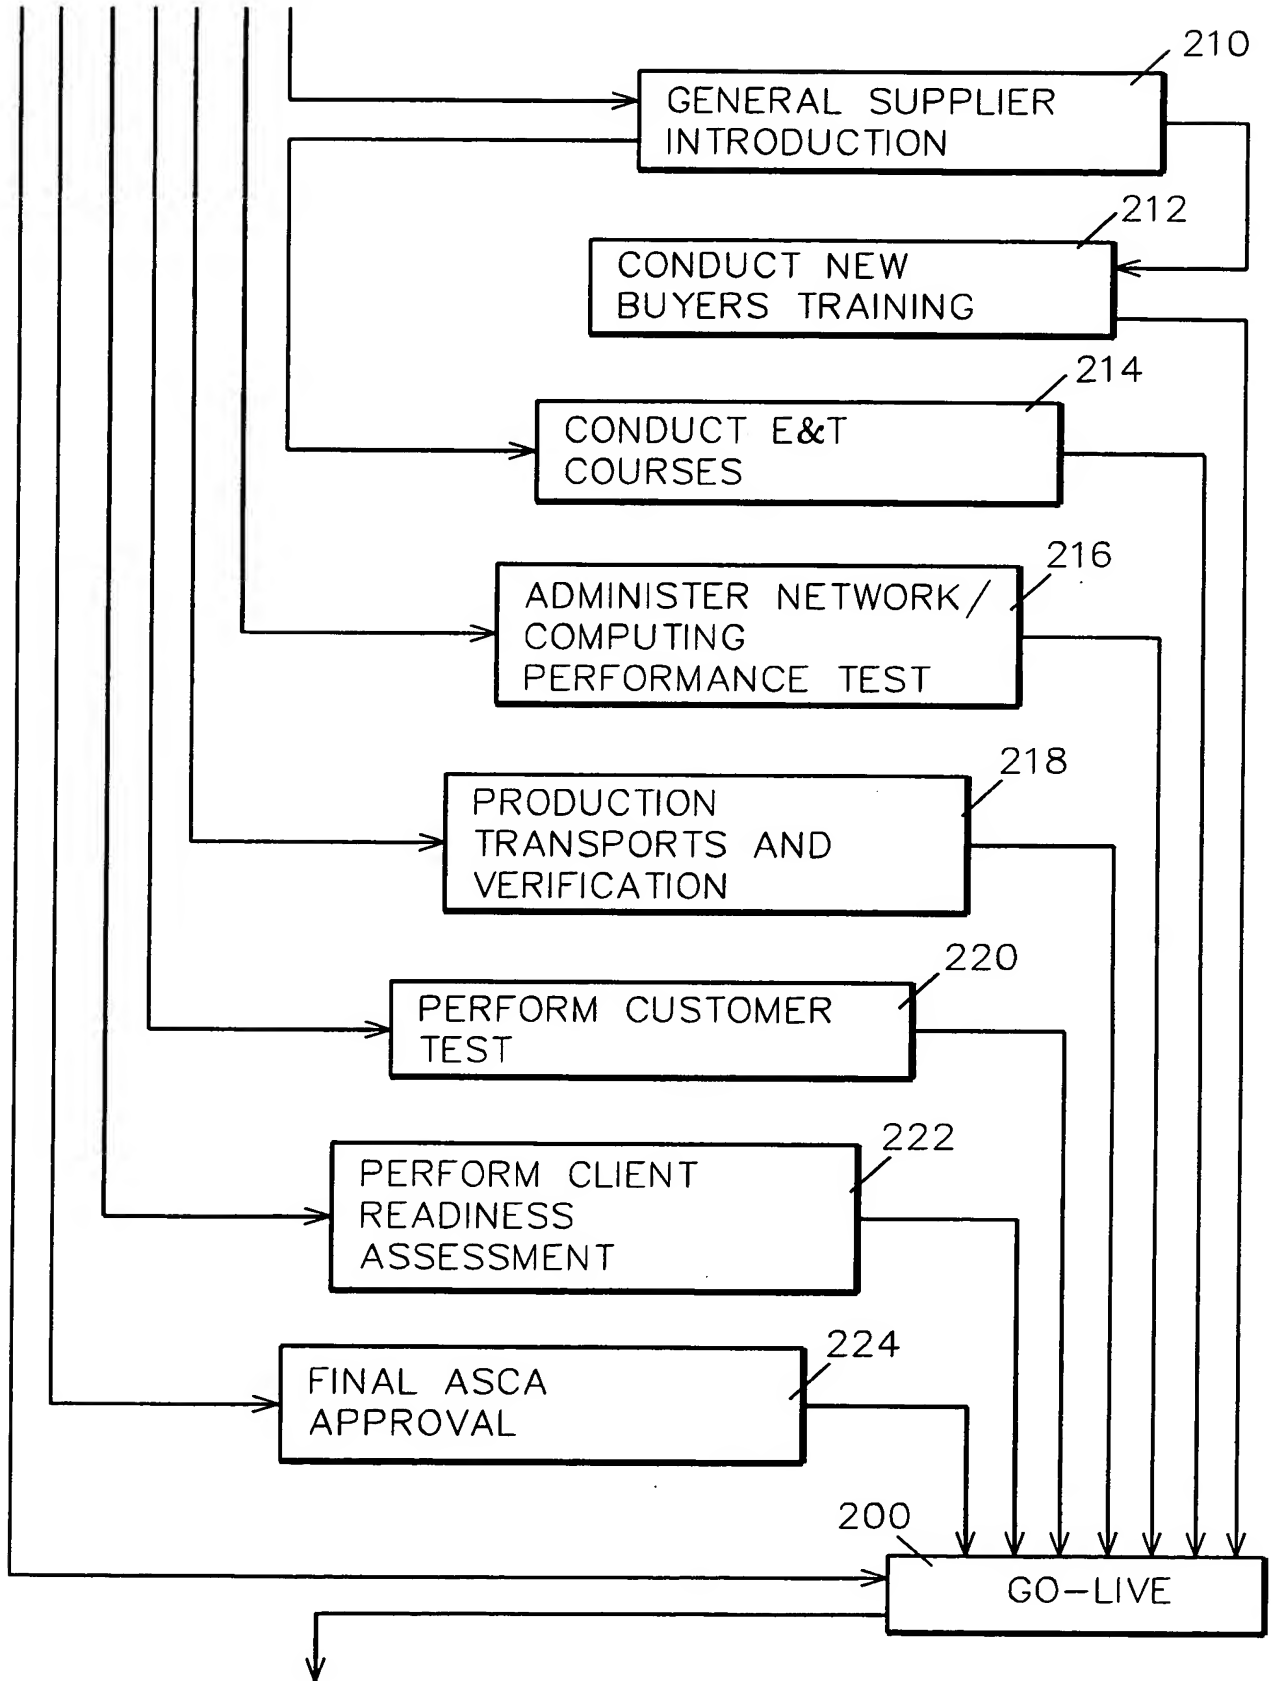 210
GENERAL SUPPLIER
INTRODUCTION
212
CONDUCT NEW
BUYERS TRAINING
214
CONDUCT E&T
COURSES
216
ADMINISTER NETWORK/
COMPUTING
PERFORMANCE TEST
218
PRODUCTION
TRANSPORTS AND
VERIFICATION
220
PERFORM CUSTOMER
TEST
222
PERFORM CLIENT
READINESS
ASSESSMENT
224
FINAL ASCA
APPROVAL
200
GO-LIVE